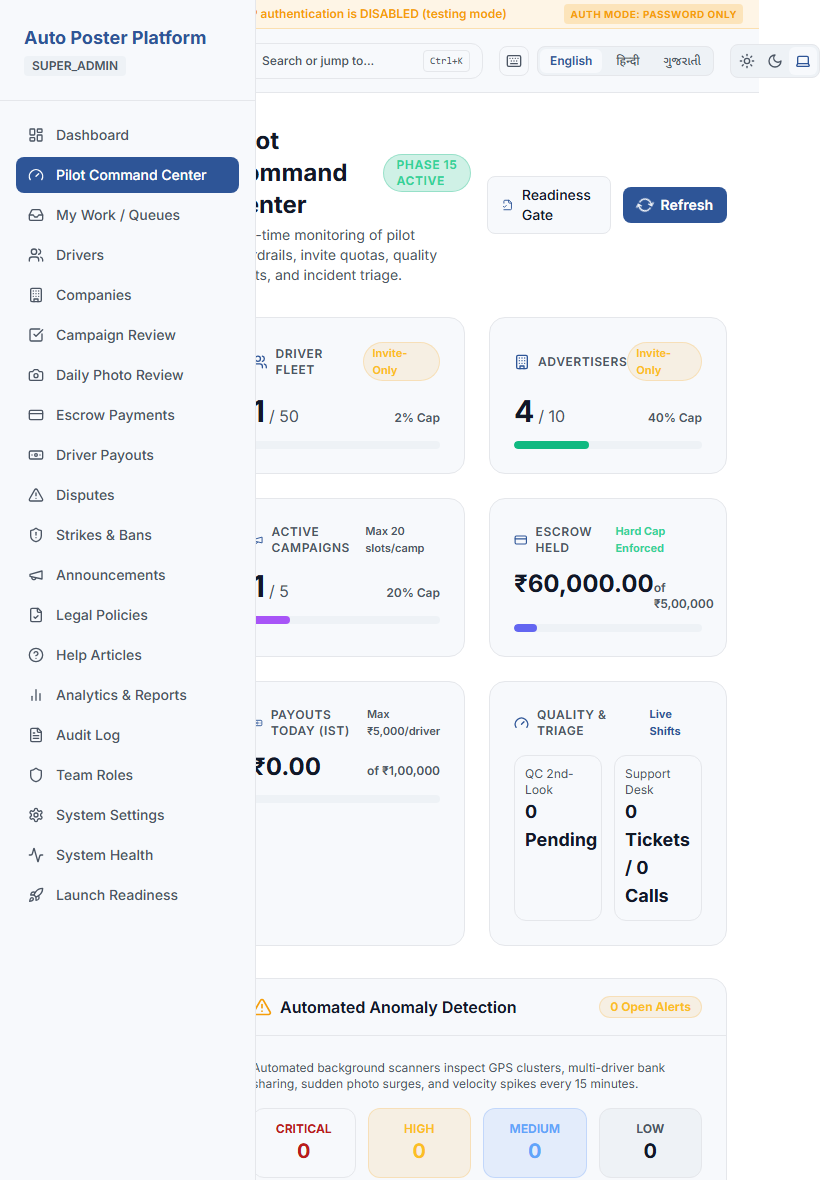 Auto Poster Platform
SUPER_ADMIN
Dashboard
Pilot Command Center
My Work / Queues
Drivers
Companies
Campaign Review
Daily Photo Review
Escrow Payments
Driver Payouts
Disputes
Strikes & Bans
Announcements
Legal Policies
Help Articles
Analytics & Reports
Audit Log
Team Roles
System Settings
System Health
Launch Readiness
authentication is DISABLED (testing mode)
AUTH MODE: PASSWORD ONLY
Search or jump to...
Ctrl+K
English
हिन्दी
ગુજરાતી
ot
ommand
enter
PHASE 15
ACTIVE
-time monitoring of pilot
drails, invite quotas, quality
ts, and incident triage.
Readiness
Gate
Refresh
DRIVER
FLEET
Invite-
Only
1 / 50
2% Cap
ADVERTISERS
Invite-
Only
4 / 10
40% Cap
ACTIVE
CAMPAIGNS
Max 20
slots/camp
1 / 5
20% Cap
ESCROW
HELD
Hard Cap
Enforced
₹60,000.00 of
₹5,00,000
PAYOUTS
TODAY (IST)
Max
₹5,000/driver
₹0.00
of ₹1,00,000
QUALITY &
TRIAGE
Live
Shifts
QC 2nd-
Look
0
Pending
Support
Desk
0
Tickets
/ 0
Calls
Automated Anomaly Detection
0 Open Alerts
Automated background scanners inspect GPS clusters, multi-driver bank
sharing, sudden photo surges, and velocity spikes every 15 minutes.
CRITICAL
0
HIGH
0
MEDIUM
0
LOW
0